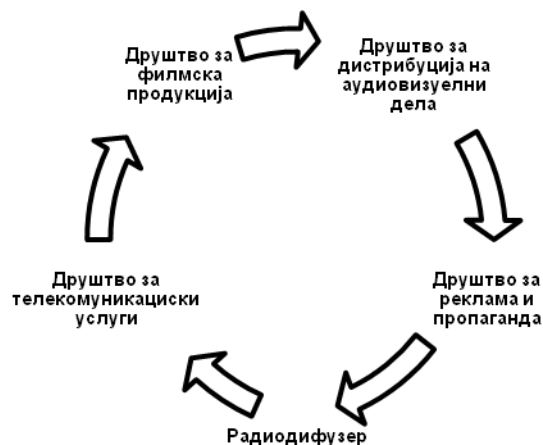 Друштво за
филмска
продукција
Друштво за
дистрибуција на
аудиовизуелни
дела
Друштво за
реклама и
пропаганда
Радиодифузер
Друштво за
телекомуникациски
услуги